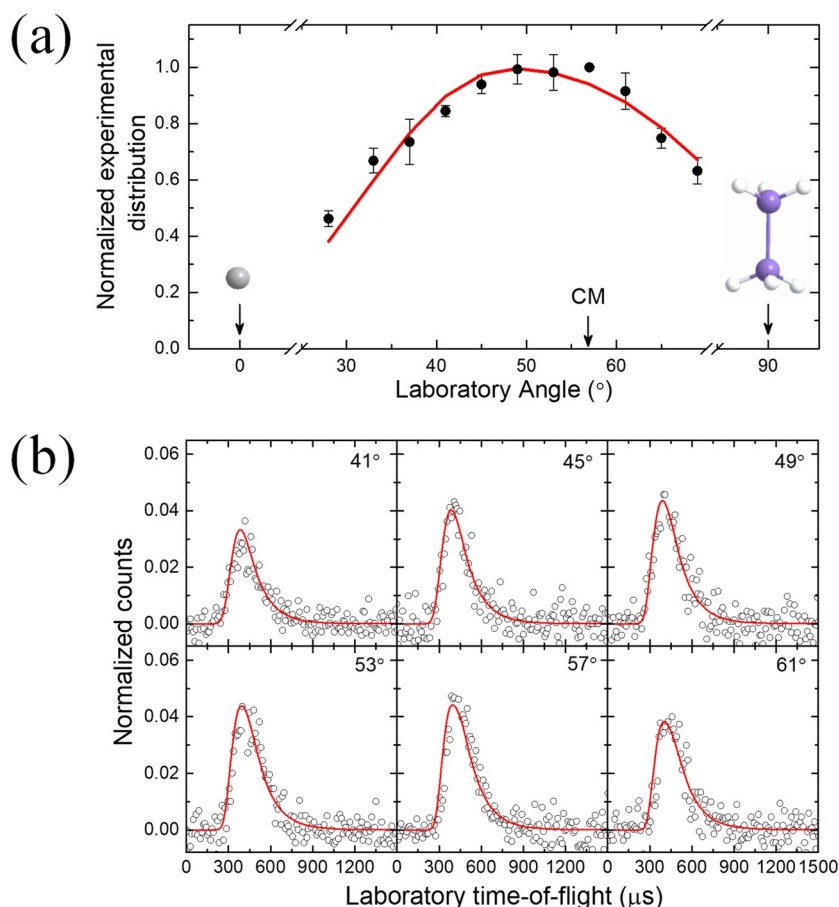 (a)
Normalized experimental
distribution
1.0
0.8
0.6
0.4
0.2
0.0
CM
0 30 40 50 60 90
Laboratory Angle (°)
(b)
Normalized counts
0.06
0.04
0.02
0.00
0.06
0.04
0.02
0.00
41° 45° 49°
53° 57° 61°
0 300 600 900 1200 0 300 600 900 1200 0 300 600 900 1200 1500
Laboratory time-of-flight (μs)